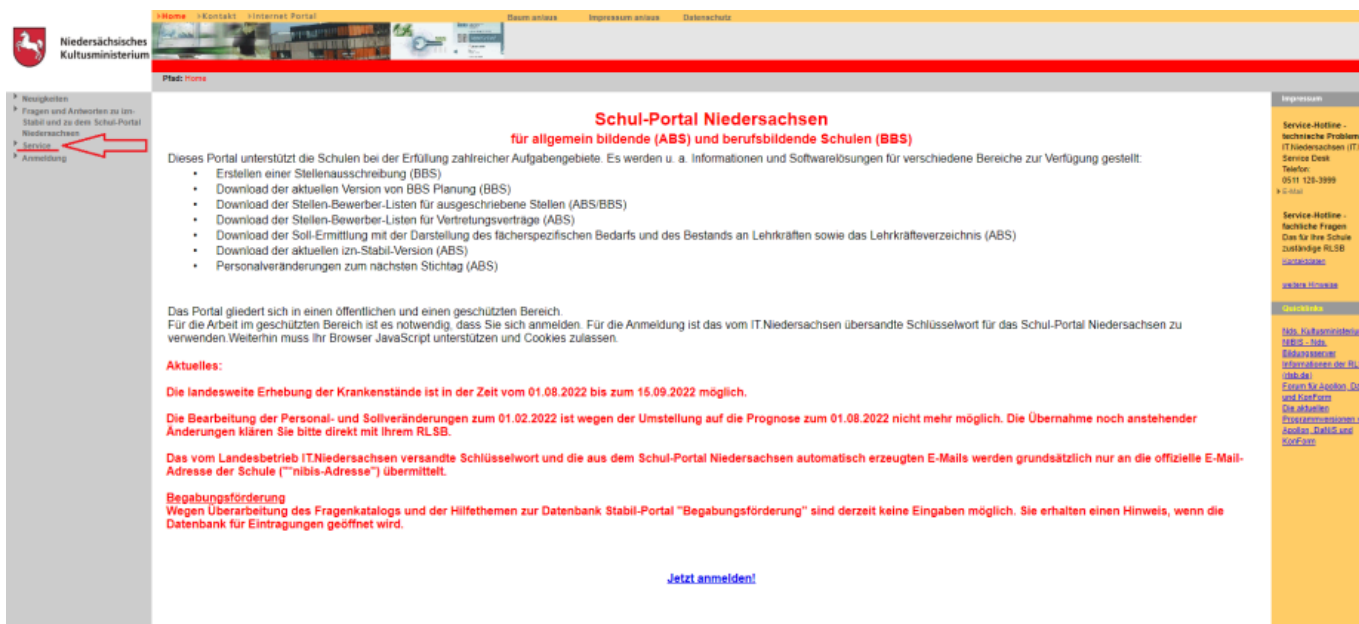 Home Kontakt Internet Portal Baum anlaus Impressum anlaus Datenschutz
Niedersächsisches
Kultusministerium
Pfad: Home
Neuigkeiten
Fragen und Antworten zu izn-
Stabil und zu dem Schul-Portal
Niedersachsen
Service
Anmeldung
Schul-Portal Niedersachsen
für allgemein bildende (ABS) und berufsbildende Schulen (BBS)
Dieses Portal unterstützt die Schulen bei der Erfüllung zahlreicher Aufgabengebiete. Es werden u. a. Informationen und Softwarelösungen für verschiedene Bereiche zur Verfügung gestellt:
• Erstellen einer Stellenausschreibung (BBS)
• Download der aktuellen Version von BBS Planung (BBS)
• Download der Stellen-Bewerber-Listen für ausgeschriebene Stellen (ABS/BBS)
• Download der Stellen-Bewerber-Listen für Vertretungsverträge (ABS)
• Download der Soll-Ermittlung mit der Darstellung des fächerspezifischen Bedarfs und des Bestands an Lehrkräften sowie das Lehrkräfteverzeichnis (ABS)
• Download der aktuellen izn-Stabil-Version (ABS)
• Personalveränderungen zum nächsten Stichtag (ABS)
Das Portal gliedert sich in einen öffentlichen und einen geschützten Bereich.
Für die Arbeit im geschützten Bereich ist es notwendig, dass Sie sich anmelden. Für die Anmeldung ist das vom IT.Niedersachsen übersandte Schlüsselwort für das Schul-Portal Niedersachsen zu
verwenden.Weiterhin muss Ihr Browser JavaScript unterstützen und Cookies zulassen.
Aktuelles:
Die landesweite Erhebung der Krankenstände ist in der Zeit vom 01.08.2022 bis zum 15.09.2022 möglich.
Die Bearbeitung der Personal- und Sollveränderungen zum 01.02.2022 ist wegen der Umstellung auf die Prognose zum 01.08.2022 nicht mehr möglich. Die Übernahme noch anstehender
Änderungen klären Sie bitte direkt mit Ihrem RLSB.
Das vom Landesbetrieb IT.Niedersachsen versandte Schlüsselwort und die aus dem Schul-Portal Niedersachsen automatisch erzeugten E-Mails werden grundsätzlich nur an die offizielle E-Mail-
Adresse der Schule (""nibis-Adresse") übermittelt.
Begabungsförderung
Wegen Überarbeitung des Fragenkatalogs und der Hilfethemen zur Datenbank Stabil-Portal "Begabungsförderung" sind derzeit keine Eingaben möglich. Sie erhalten einen Hinweis, wenn die
Datenbank für Eintragungen geöffnet wird.
Jetzt anmelden!
Impressum
Service-Hotline -
technische Problem
IT.Niedersachsen (IT.
Service Desk
Telefon:
0511 120-3999
E-Mail
Service-Hotline -
fachliche Fragen
Das für Ihre Schule
zuständige RLSB
Kontaktdaten
weitere Hinweise
Quicklinks
Nds. Kultusministeriu
NIBIS - Nds.
Bildungsserver
Informationen der RL
(rlsb.de)
Forum für Apollon, Da
und KonForm
Die aktuellen
Programmversionen
Apollon, DaNiS und
KonForm